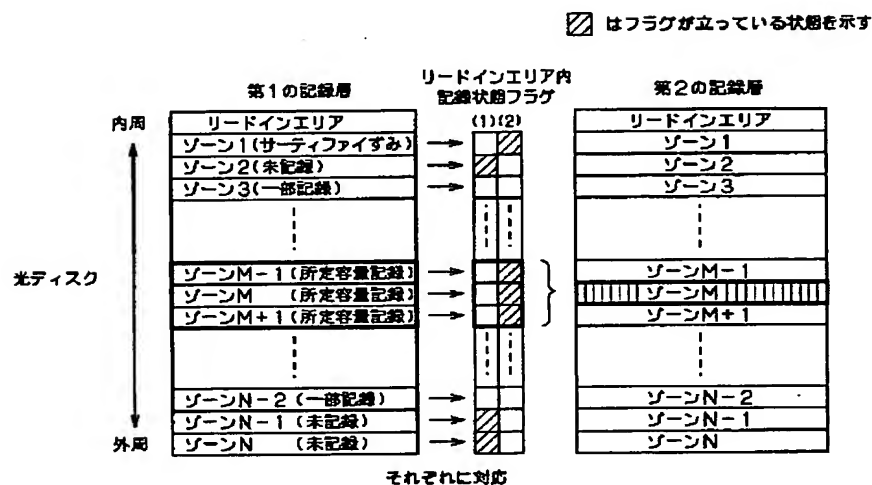 はフラグが立っている状態を示す
第1の記録層
リードインエリア内
記録状態フラグ
第2の記録層
(1)(2)
内周
外周
光ディスク
リードインエリア
ゾーン1(サーティファイずみ)
ゾーン2(未記録)
ゾーン3(一部記録)
ゾーンM-1(所定容量記録)
ゾーンM (所定容量記録)
ゾーンM+1(所定容量記録)
ゾーンN-2(一部記録)
ゾーンN-1(未記録)
ゾーンN (未記録)
リードインエリア
ゾーン1
ゾーン2
ゾーン3
ゾーンM-1
ゾーンM
ゾーンM+1
ゾーンN-2
ゾーンN-1
ゾーンN
それぞれに対応